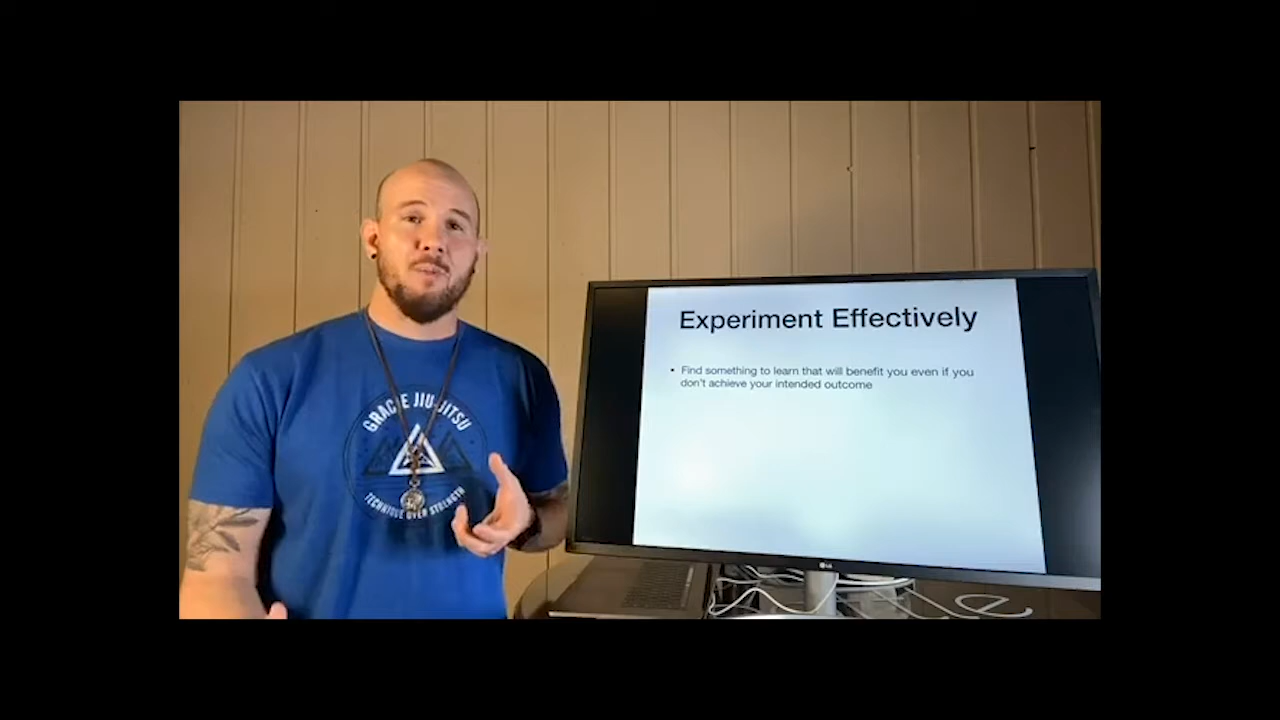 GRACIE JIU-JITSU
TECHNIQUE OVER STRENGTH
Experiment Effectively
• Find something to learn that will benefit you even if you
don't achieve your intended outcome
LG